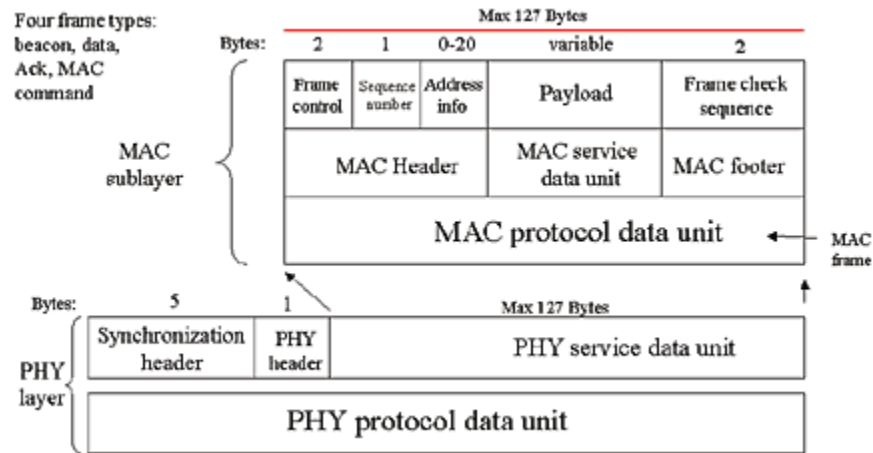 Four frame types:
beacon, data,
Ack, MAC
command
Max 127 Bytes
Bytes: 2 1 0-20 variable 2
Frame control
Sequence number
Address info
Payload
Frame check sequence
MAC sublayer
MAC Header
MAC service data unit
MAC footer
MAC protocol data unit
MAC frame
Bytes: 5 1 Max 127 Bytes
Synchronization header
PHY header
PHY service data unit
PHY layer
PHY protocol data unit